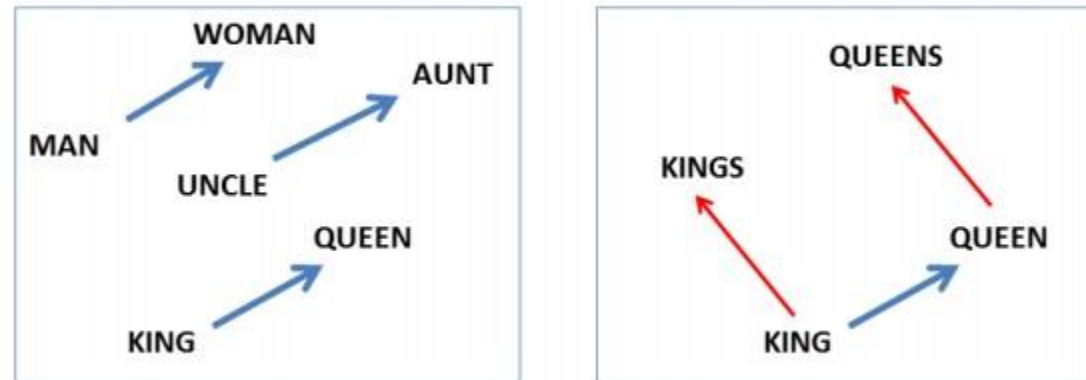 WOMAN
AUNT
MAN
UNCLE
QUEEN
KING
QUEENS
KINGS
QUEEN
KING